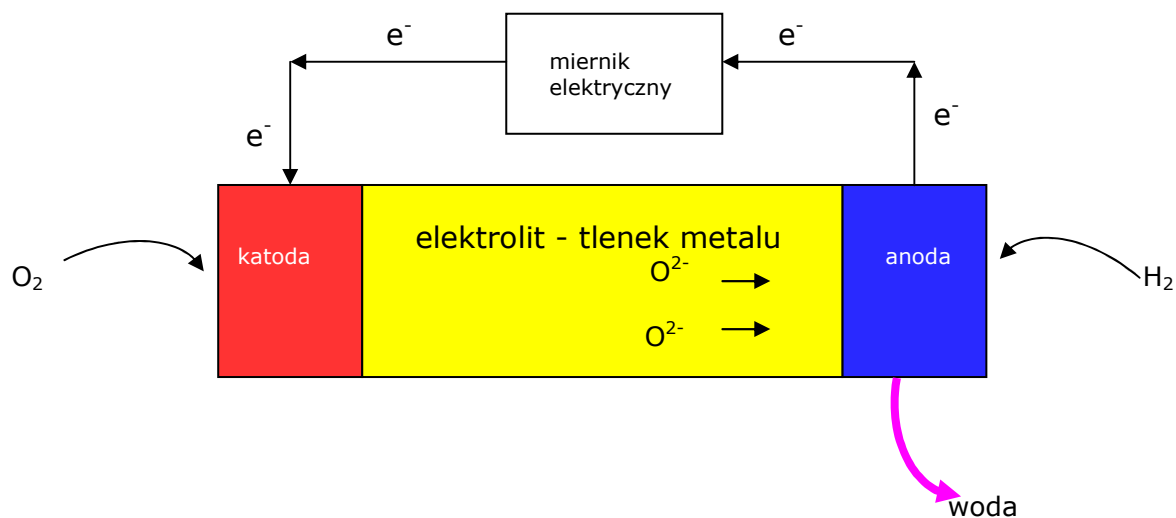 e⁻
e⁻
miernik
elektryczny
e⁻
e⁻
elektrolit - tlenek metalu
katoda
O²⁻
anoda
O₂
H₂
O²⁻
woda